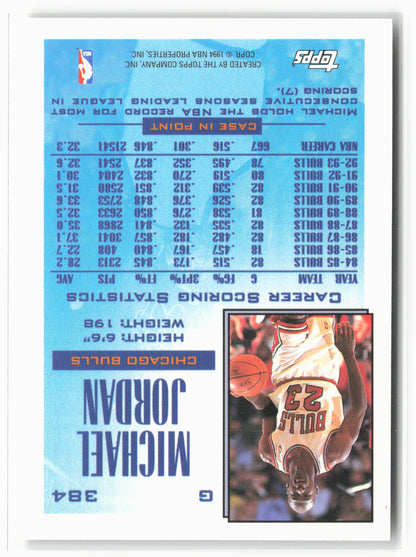 G 384
MICHAEL
JORDAN
CHICAGO BULLS
HEIGHT: 6'6"
WEIGHT: 198
BULLS
23
CAREER SCORING STATISTICS
YEAR TEAM G FG% 3PT% FT% PTS AVG
84-85 BULLS 82 .515 .173 .845 2313 28.2
85-86 BULLS 18 .457 .167 .840 408 22.7
86-87 BULLS 82 .482 .182 .857 3041 37.1
87-88 BULLS 82 .535 .132 .841 2868 35.0
88-89 BULLS 81 .538 .276 .850 2633 32.5
89-90 BULLS 82 .526 .376 .848 2753 33.6
90-91 BULLS 82 .539 .312 .851 2580 31.5
91-92 BULLS 80 .519 .270 .832 2404 30.1
92-93 BULLS 78 .495 .352 .837 2541 32.6
NBA CAREER 667 .516 .301 .846 21541 32.3
CASE IN POINT
MICHAEL HOLDS THE NBA RECORD FOR MOST
CONSECUTIVE SEASONS LEADING LEAGUE IN
SCORING (7).
Topps
CREATED BY THE TOPPS COMPANY, INC
COPR. © 1994 NBA PROPERTIES, INC
NBA